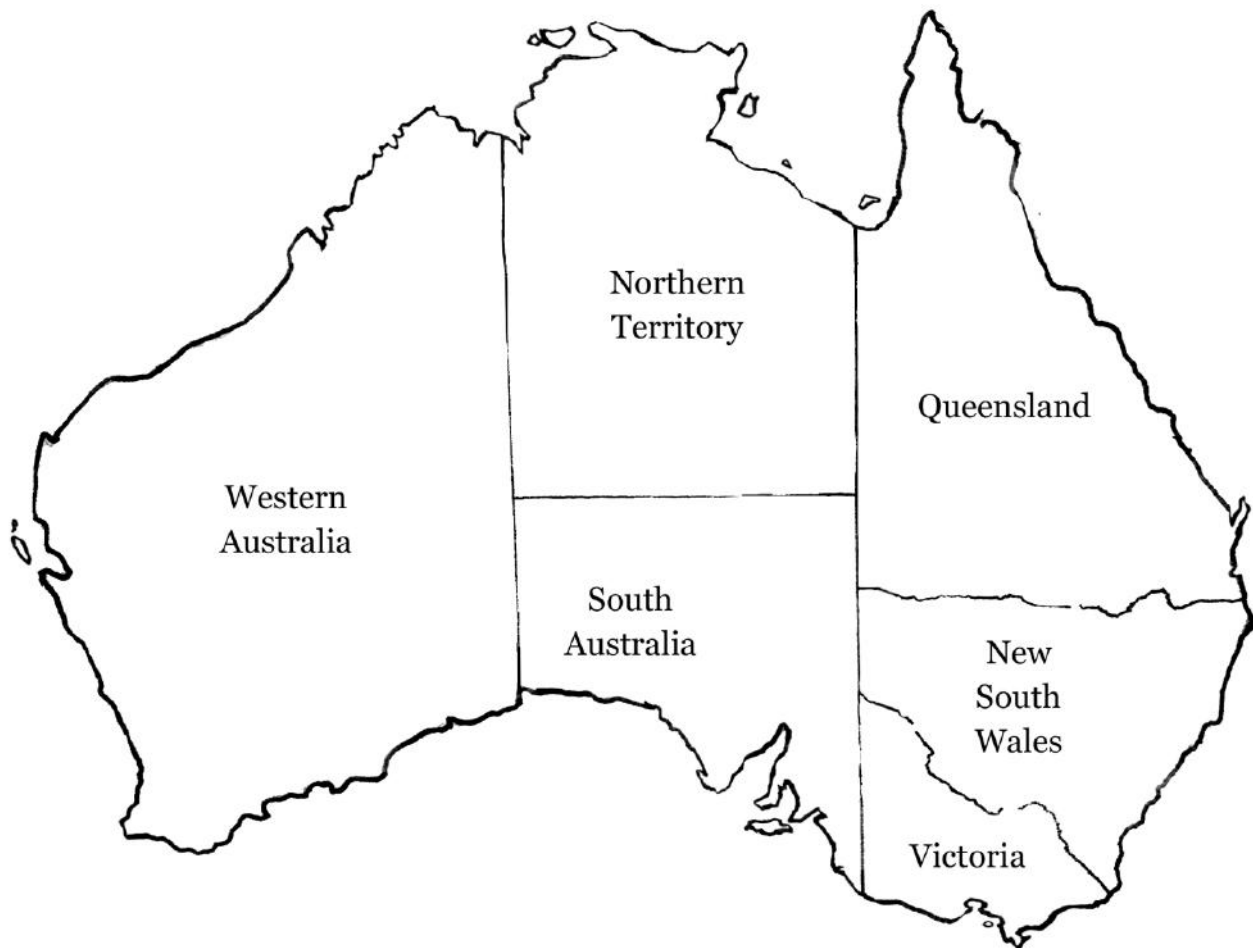 Northern
Territory
Queensland
Western
Australia
South
Australia
New
South
Wales
Victoria